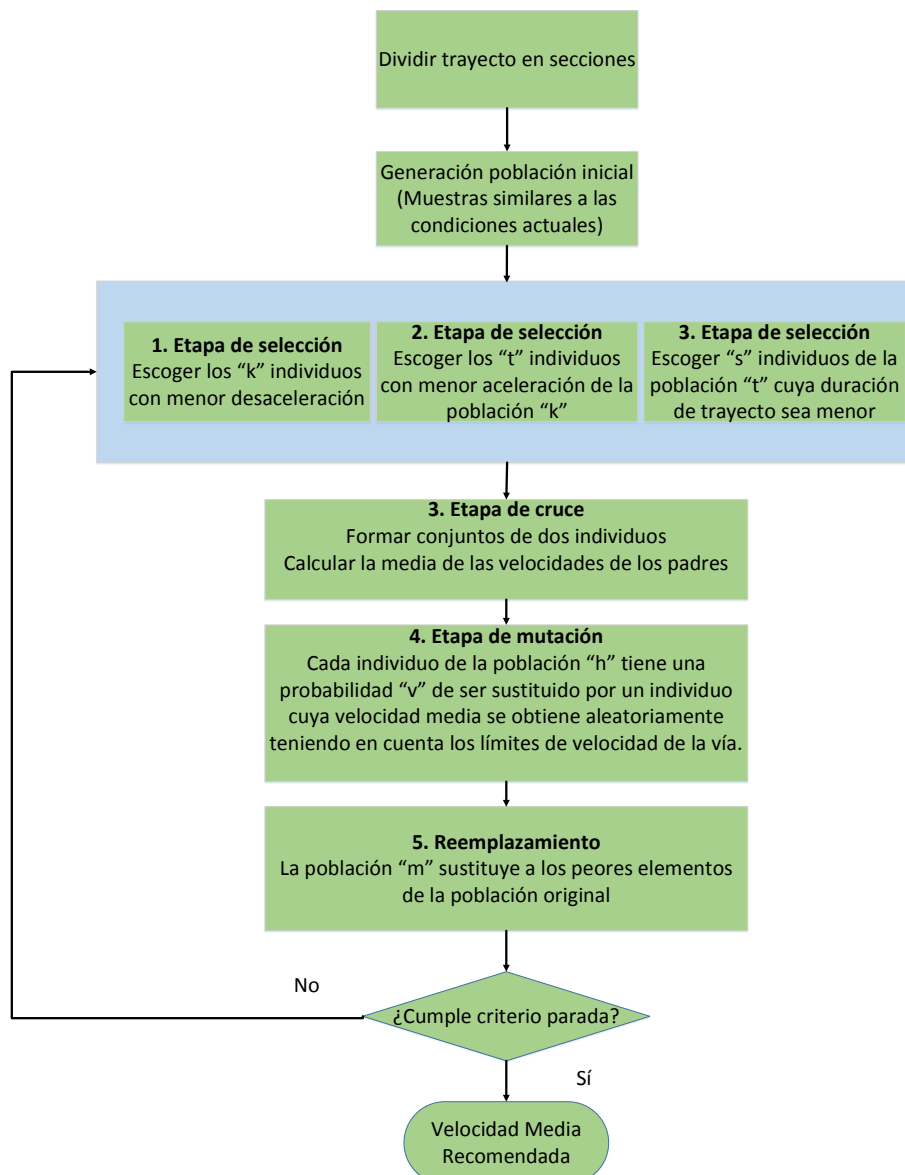 Dividir trayecto en secciones
Generación población inicial
(Muestras similares a las
condiciones actuales)
1. Etapa de selección
Escoger los “k” individuos
con menor desaceleración
2. Etapa de selección
Escoger los “t” individuos
con menor aceleración de la
población “k”
3. Etapa de selección
Escoger “s” individuos de la
población “t” cuya duración
de trayecto sea menor
3. Etapa de cruce
Formar conjuntos de dos individuos
Calcular la media de las velocidades de los padres
4. Etapa de mutación
Cada individuo de la población “h” tiene una
probabilidad “v” de ser sustituido por un individuo
cuya velocidad media se obtiene aleatoriamente
teniendo en cuenta los límites de velocidad de la vía.
5. Reemplazamiento
La población “m” sustituye a los peores elementos
de la población original
No
¿Cumple criterio parada?
Sí
Velocidad Media
Recomendada